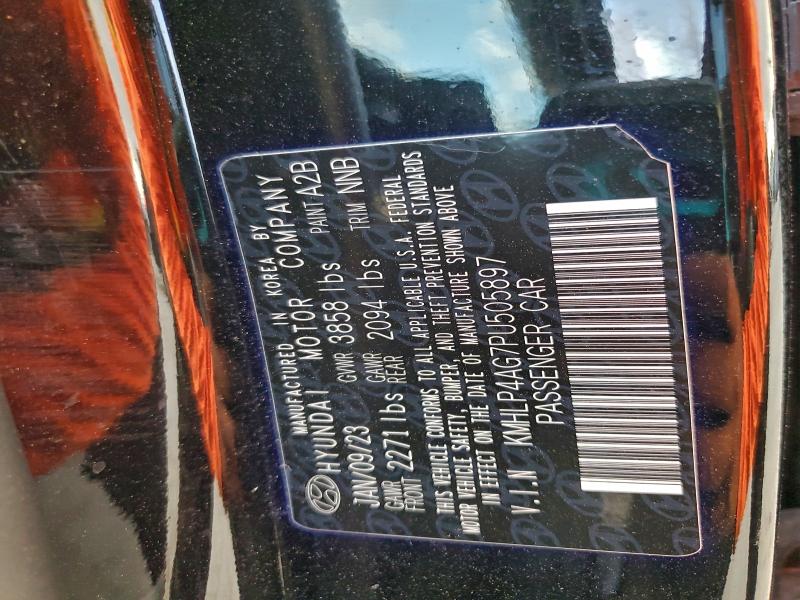 MANUFACTURED IN KOREA BY
HYUNDAI MOTOR COMPANY
JAN/09/23 GVWR 3858 lbs PAINT A2B
GAWR FRONT 2271 lbs GAWR REAR 2094 lbs TRIM NNB
THIS VEHICLE CONFORMS TO ALL APPLICABLE U.S.A. FEDERAL
MOTOR VEHICLE SAFETY, BUMPER, AND THEFT PREVENTION STANDARDS
IN EFFECT ON THE DATE OF MANUFACTURE SHOWN ABOVE
V.I.N KMHLP4AG7PU505897
PASSENGER CAR